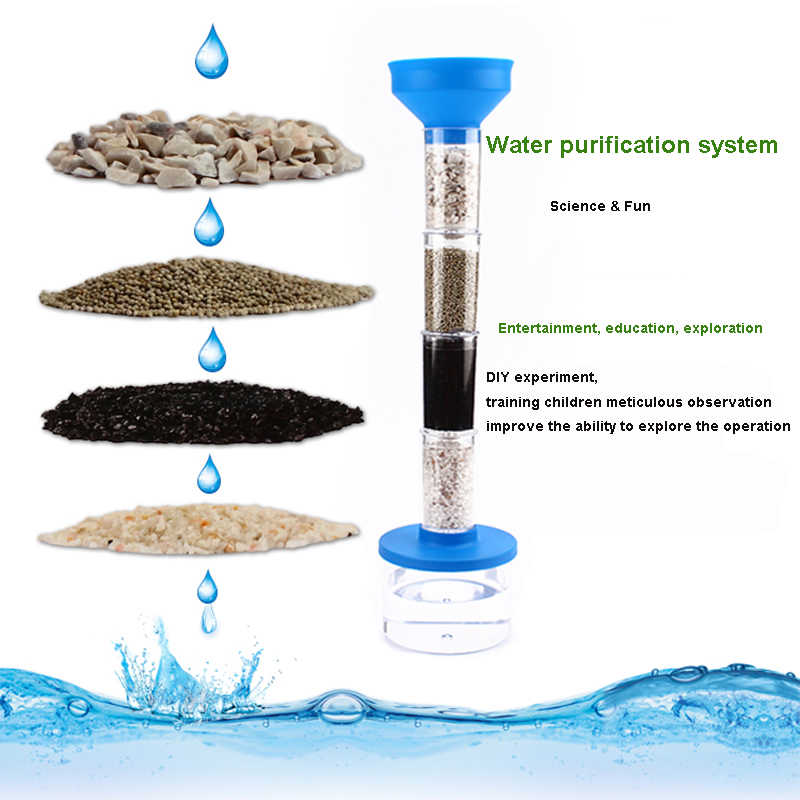 Water purification system
Science & Fun
Entertainment, education, exploration
DIY experiment,
training children meticulous observation
improve the ability to explore the operation